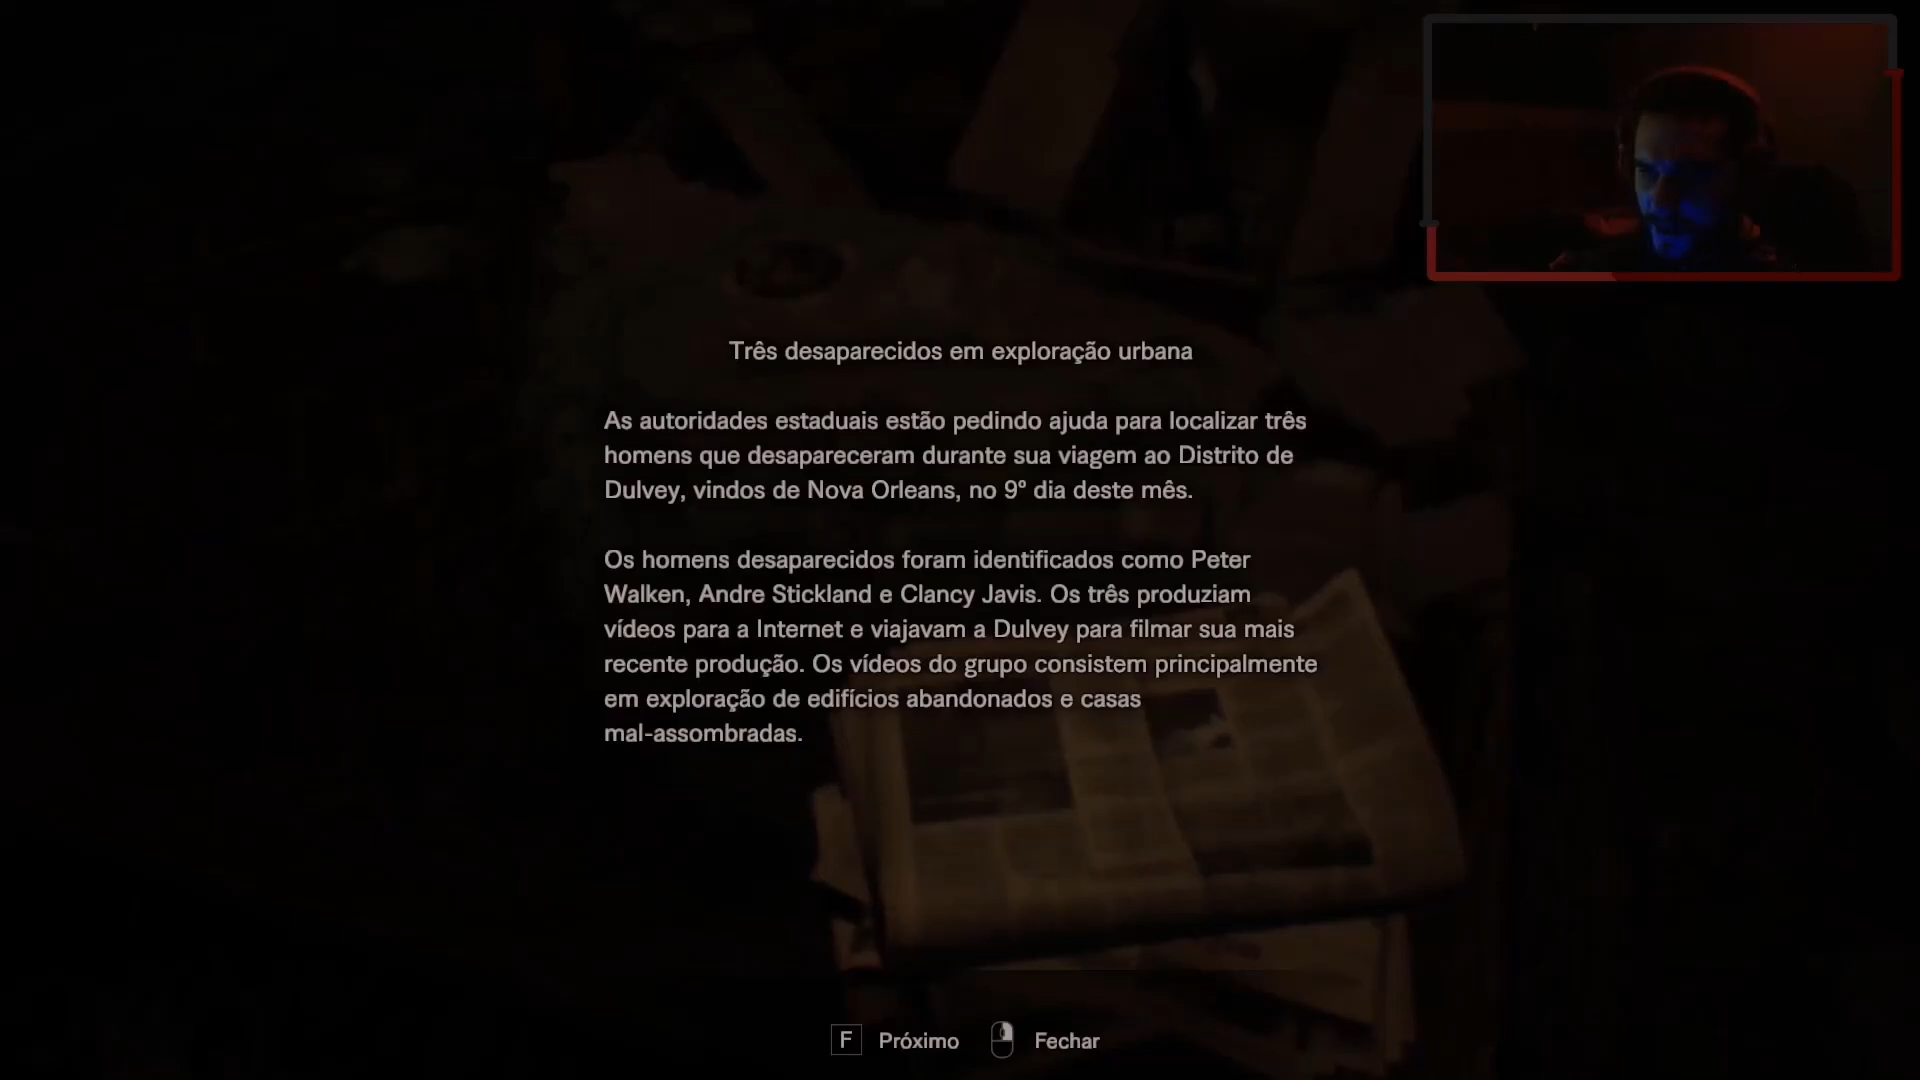 Três desaparecidos em exploração urbana
As autoridades estaduais estão pedindo ajuda para localizar três
homens que desapareceram durante sua viagem ao Distrito de
Dulvey, vindos de Nova Orleans, no 9º dia deste mês.
Os homens desaparecidos foram identificados como Peter
Walken, Andre Stickland e Clancy Javis. Os três produziam
vídeos para a Internet e viajavam a Dulvey para filmar sua mais
recente produção. Os vídeos do grupo consistem principalmente
em exploração de edifícios abandonados e casas
mal-assombradas.
F Próximo Fechar